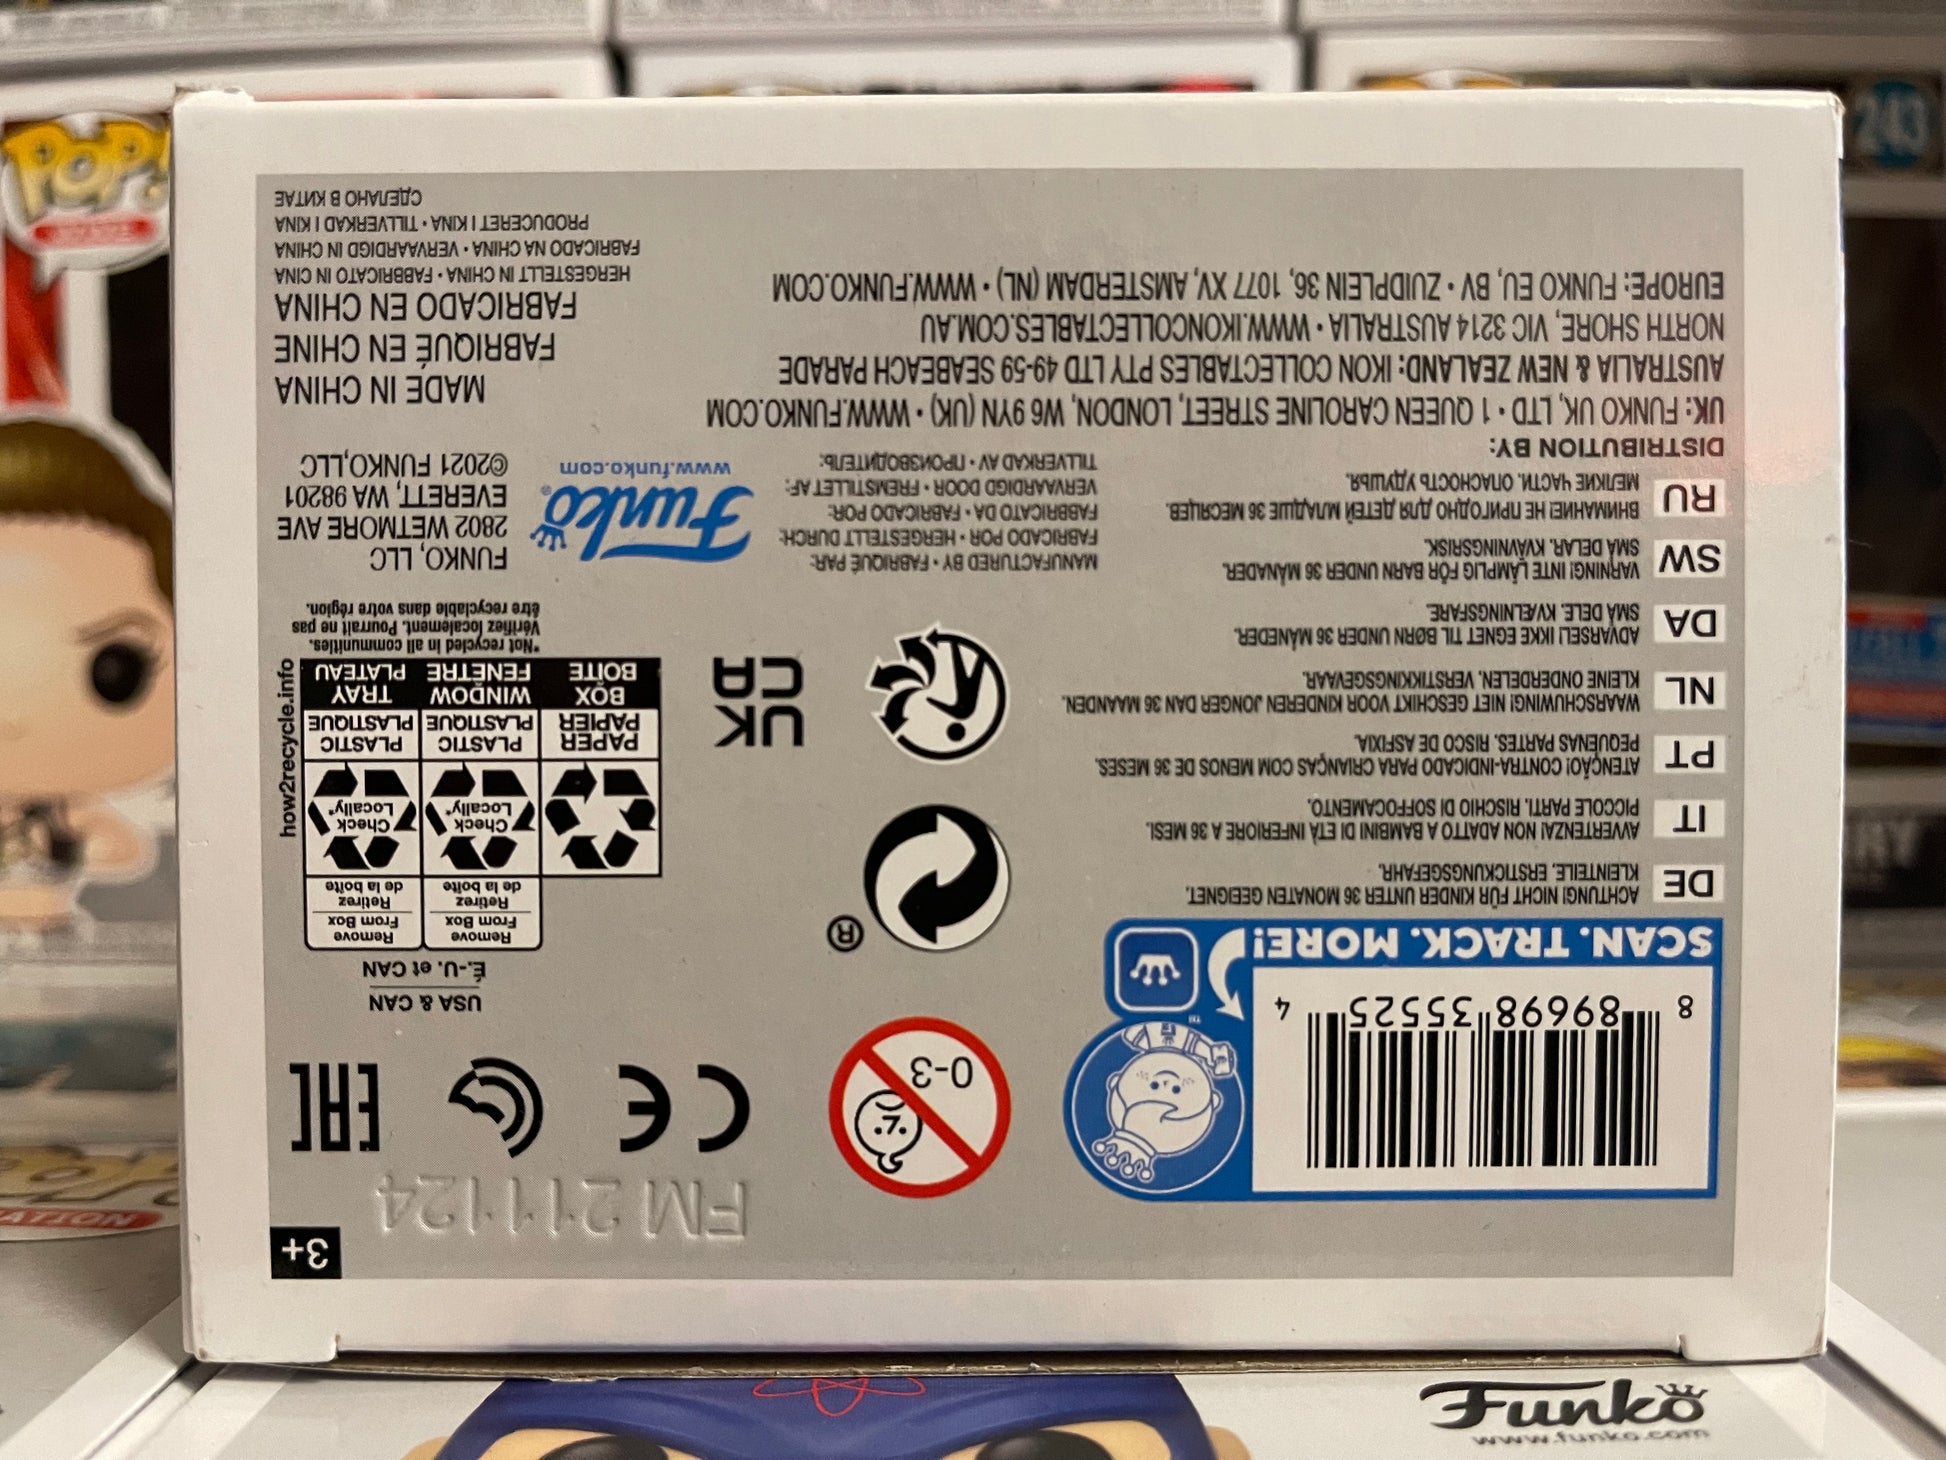 3+
FM 211124
EAC
CE
0-3
8 89698 35525 4
SCAN. TRACK. MORE!
™
USA & CAN
É.-U. et CAN
Remove From Box
Retirez de la boîte
Remove From Box
Retirez de la boîte
Check Locally*
Check Locally*
PAPER
PAPIER
PLASTIC
PLASTIQUE
PLASTIC
PLASTIQUE
BOX
BOÎTE
WINDOW
FENÊTRE
TRAY
PLATEAU
how2recycle.info
*Not recycled in all communities.
Vérifiez localement. Pourrait ne pas
être recyclable dans votre région.
®
UK
CA
DE
ACHTUNG! NICHT FÜR KINDER UNTER 36 MONATEN GEEIGNET.
KLEINTEILE. ERSTICKUNGSGEFAHR.
IT
AVVERTENZA! NON ADATTO A BAMBINI DI ETÀ INFERIORE A 36 MESI.
PICCOLE PARTI. RISCHIO DI SOFFOCAMENTO.
PT
ATENÇÃO! CONTRA-INDICADO PARA CRIANÇAS COM MENOS DE 36 MESES.
PEQUENAS PARTES. RISCO DE ASFIXIA.
NL
WAARSCHUWING! NIET GESCHIKT VOOR KINDEREN JONGER DAN 36 MAANDEN.
KLEINE ONDERDELEN. VERSTIKKINGSGEVAAR.
DA
ADVARSEL! IKKE EGNET TIL BØRN UNDER 36 MÅNEDER.
SMÅ DELE. KVÆLNINGSFARE.
SW
VARNING! INTE LÄMPLIG FÖR BARN UNDER 36 MÅNADER.
SMÅ DELAR. KVÄVNINGSRISK.
RU
ВНИМАНИЕ! НЕ ПРИГОДНО ДЛЯ ДЕТЕЙ МЛАДШЕ 36 МЕСЯЦЕВ.
МЕЛКИЕ ЧАСТИ. ОПАСНОСТЬ УДУШЬЯ.
MANUFACTURED BY • FABRIQUÉ PAR:
FABRICADO POR • HERGESTELLT DURCH:
FABBRICATO DA • FABRICADO POR:
VERVAARDIGD DOOR • FREMSTILLET AF:
TILLVERKAD AV • ПРОИЗВОДИТЕЛЬ:
Funko®
www.funko.com
FUNKO, LLC
2802 WETMORE AVE
EVERETT, WA 98201
©2021 FUNKO,LLC
DISTRIBUTION BY:
UK: FUNKO UK, LTD • 1 QUEEN CAROLINE STREET, LONDON, W6 9YN (UK) • WWW.FUNKO.COM
AUSTRALIA & NEW ZEALAND: IKON COLLECTABLES PTY LTD 49-59 SEABEACH PARADE
NORTH SHORE, VIC 3214 AUSTRALIA • WWW.IKONCOLLECTABLES.COM.AU
EUROPE: FUNKO EU, BV • ZUIDPLEIN 36, 1077 XV, AMSTERDAM (NL) • WWW.FUNKO.COM
MADE IN CHINA
FABRIQUÉ EN CHINE
FABRICADO EN CHINA
HERGESTELLT IN CHINA • FABBRICATO IN CINA
FABRICADO NA CHINA • VERVAARDIGD IN CHINA
PRODUCERET I KINA • TILLVERKAD I KINA
СДЕЛАНО В КИТАЕ
POP!
243
Funko
www.funko.com